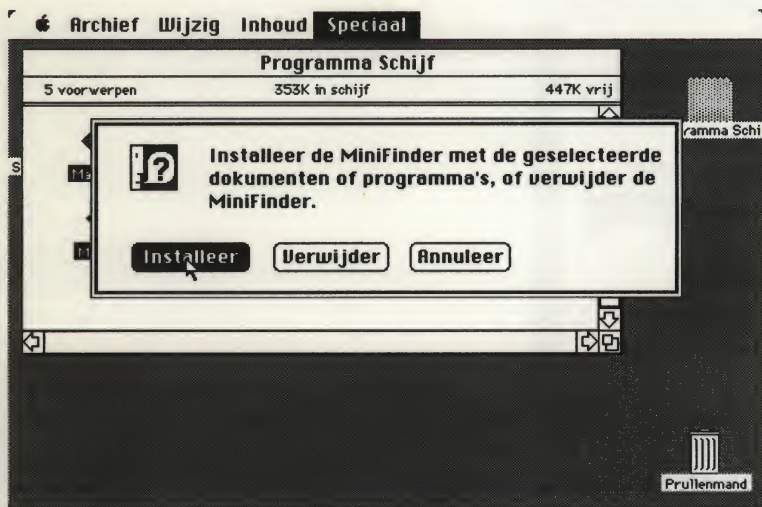 Archief Wijzig Inhoud Speciaal
Programma Schijf
5 voorwerpen 353K in schijf 447K vrij
Installeer de MiniFinder met de geselecteerde
dokumenten of programma's, of verwijder de
MiniFinder.
Installeer Verwijder Annuleer
Prullenmand